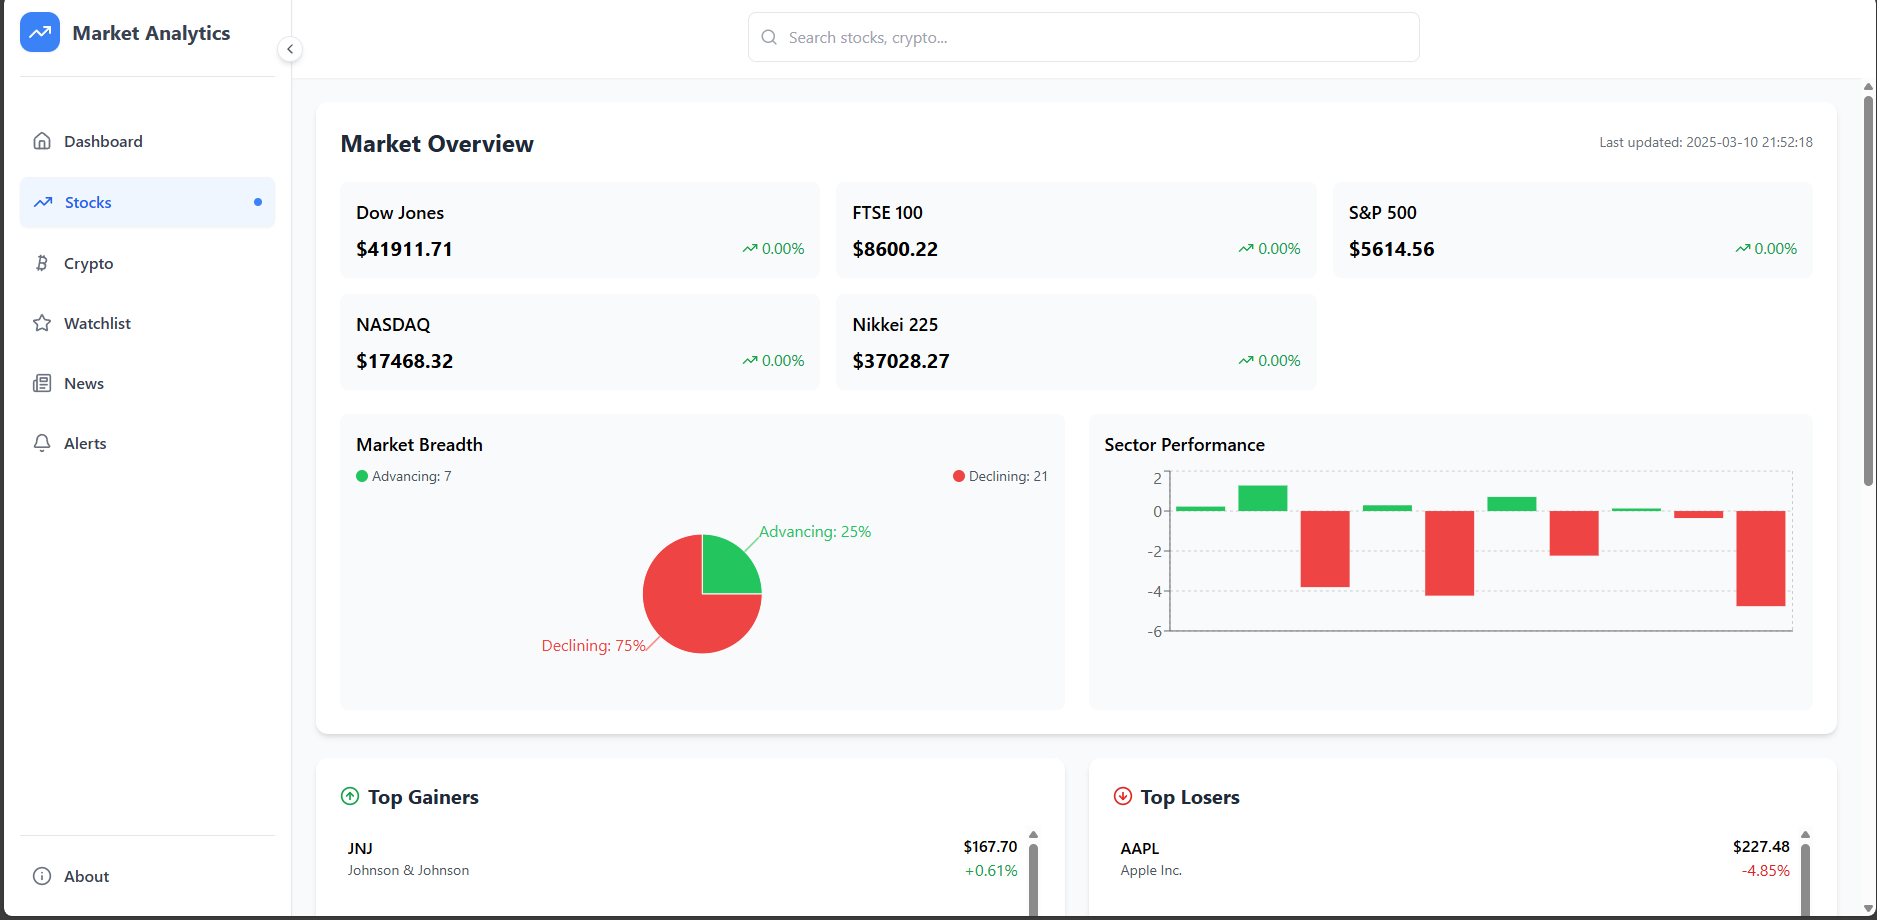 Market Analytics
Search stocks, crypto...
Dashboard
Stocks
Crypto
Watchlist
News
Alerts
About
Market Overview
Last updated: 2025-03-10 21:52:18
Dow Jones
$41911.71
0.00%
FTSE 100
$8600.22
0.00%
S&P 500
$5614.56
0.00%
NASDAQ
$17468.32
0.00%
Nikkei 225
$37028.27
0.00%
Market Breadth
Advancing: 7
Declining: 21
Advancing: 25%
Declining: 75%
Sector Performance
2
0
-2
-4
-6
Top Gainers
JNJ
$167.70
Johnson & Johnson
+0.61%
Top Losers
AAPL
$227.48
Apple Inc.
-4.85%